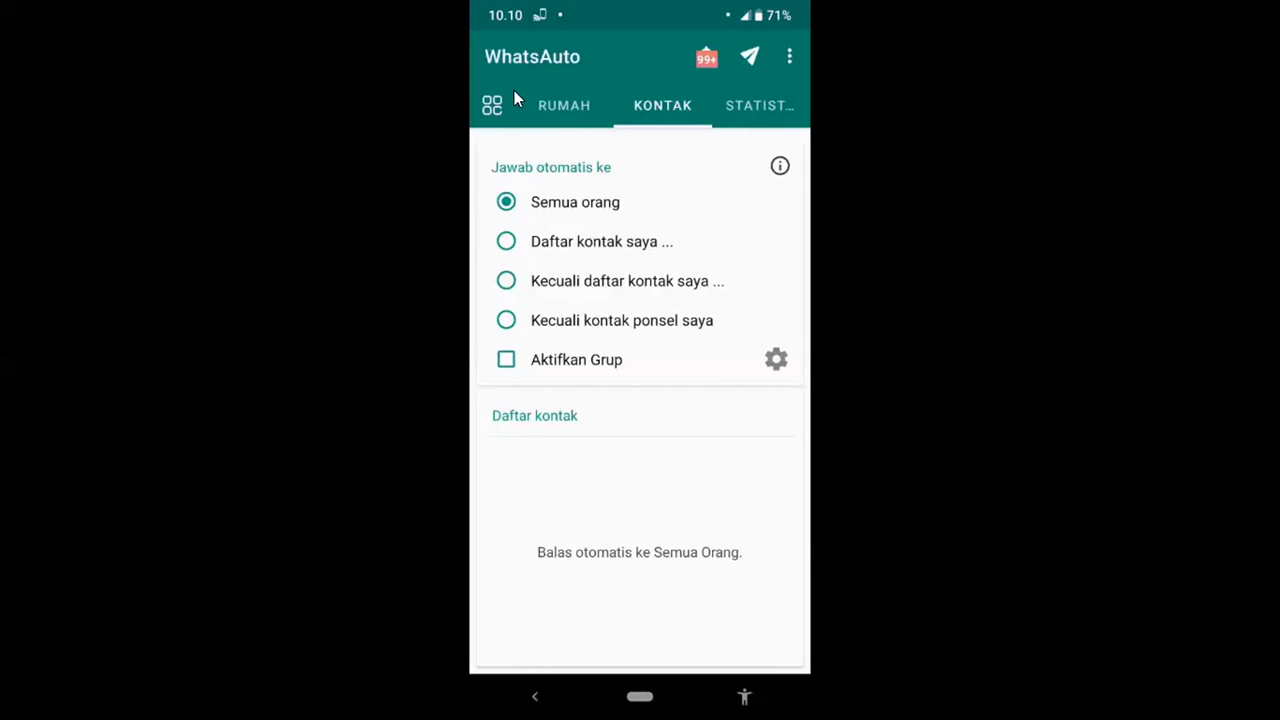 10.10 71%
WhatsAuto 99+
RUMAH KONTAK STATIST...
Jawab otomatis ke
Semua orang
Daftar kontak saya ...
Kecuali daftar kontak saya ...
Kecuali kontak ponsel saya
Aktifkan Grup
Daftar kontak
Balas otomatis ke Semua Orang.